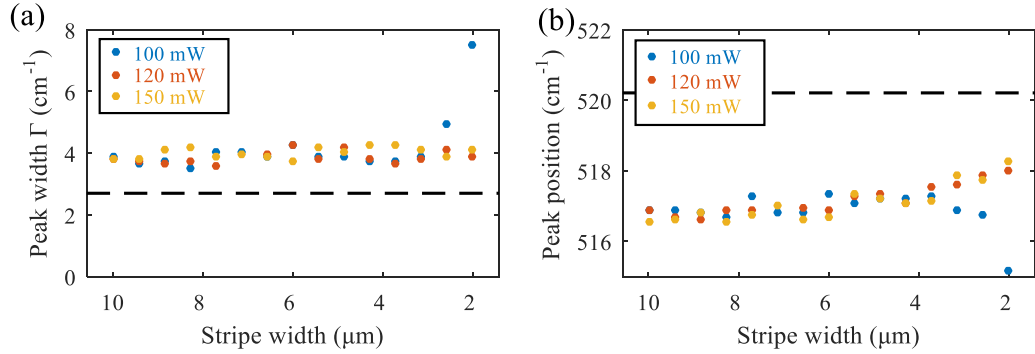 (a)
Peak width Γ (cm⁻¹)
8
6
4
2
0
100 mW
120 mW
150 mW
10
8
6
4
2
Stripe width (μm)
(b)
Peak position (cm⁻¹)
522
520
518
516
100 mW
120 mW
150 mW
10
8
6
4
2
Stripe width (μm)